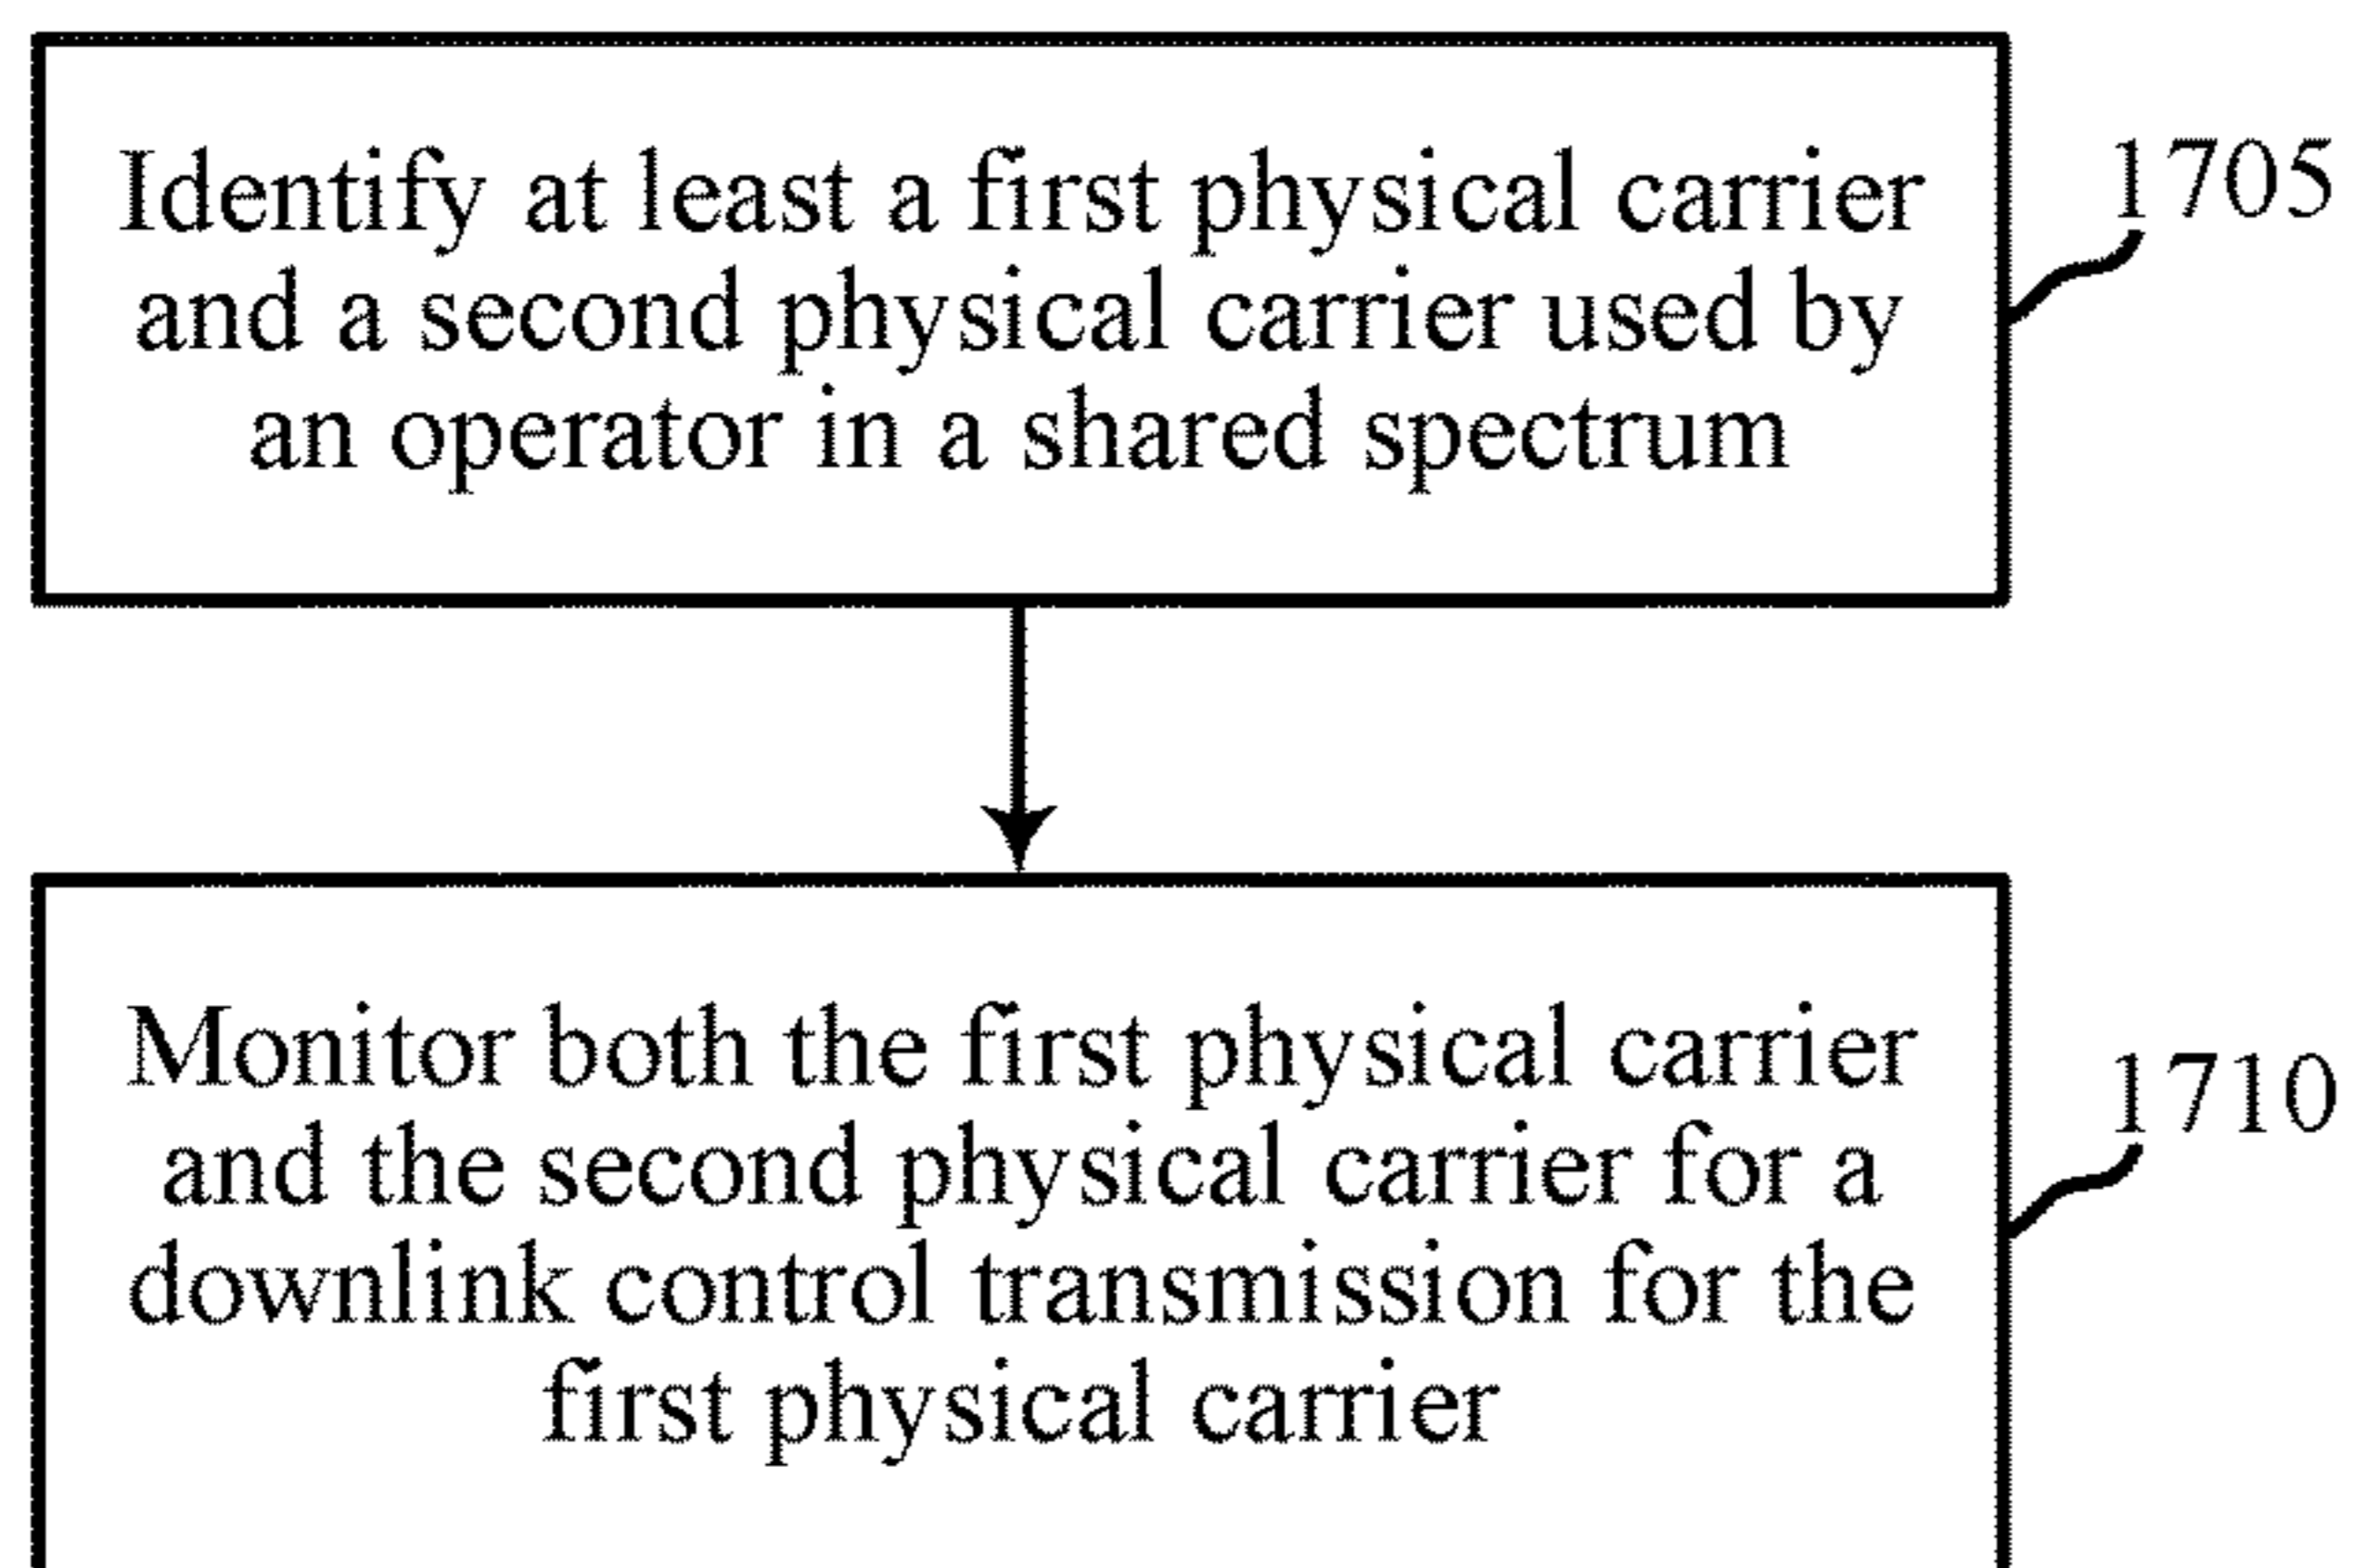 Identify at least a first physical carrier
and a second physical carrier used by
an operator in a shared spectrum
1705
Monitor both the first physical carrier
and the second physical carrier for a
downlink control transmission for the
first physical carrier
1710